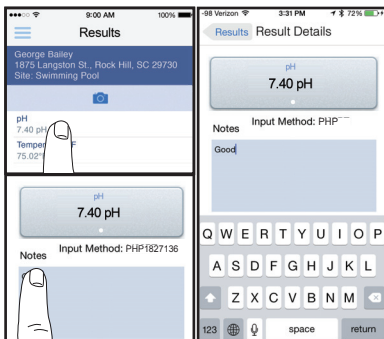 9:00 AM 100%
Results
George Bailey
1875 Langston St., Rock Hill, SC 29730
Site: Swimming Pool
pH
7.40 pH
F
75.02°
pH
7.40 pH
Input Method: PHP1827136
Notes
-98 Verizon 3:31 PM 72%
Results Result Details
pH
7.40 pH
Input Method: PHP
Notes
Good
Q W E R T Y U I O P
A S D F G H J K L
Z X C V B N M
123 space return